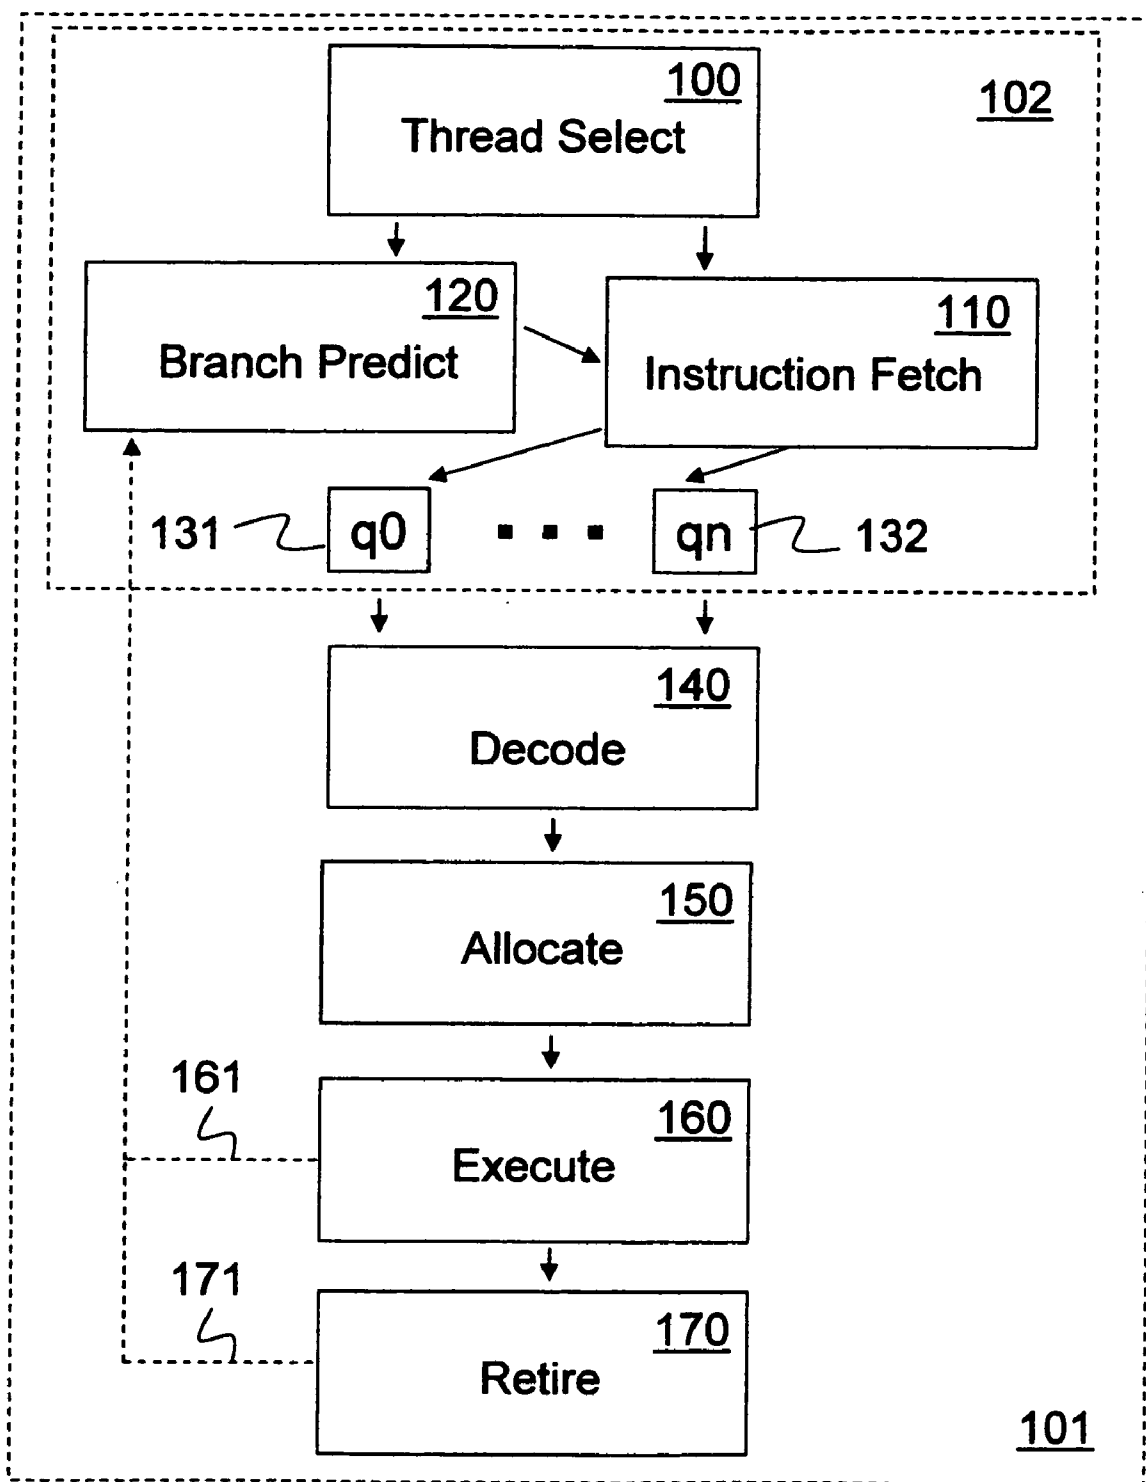 100
Thread Select
102
120
Branch Predict
110
Instruction Fetch
131
q0
qn
132
140
Decode
150
Allocate
161
160
Execute
171
170
Retire
101